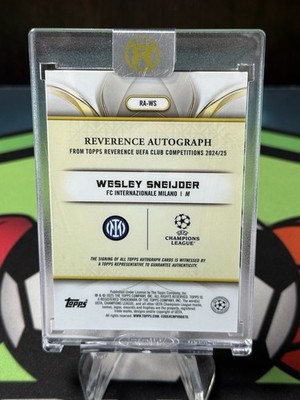 R
RA-WS
REVERENCE AUTOGRAPH
FROM TOPPS REVERENCE UEFA CLUB COMPETITIONS 2024/25
WESLEY SNEIJDER
FC INTERNAZIONALE MILANO | M
CHAMPIONS
LEAGUE
THE SIGNING OF ALL TOPPS AUTOGRAPH CARDS IS WITNESSED BY
A TOPPS REPRESENTATIVE TO GUARANTEE AUTHENTICITY.
Topps